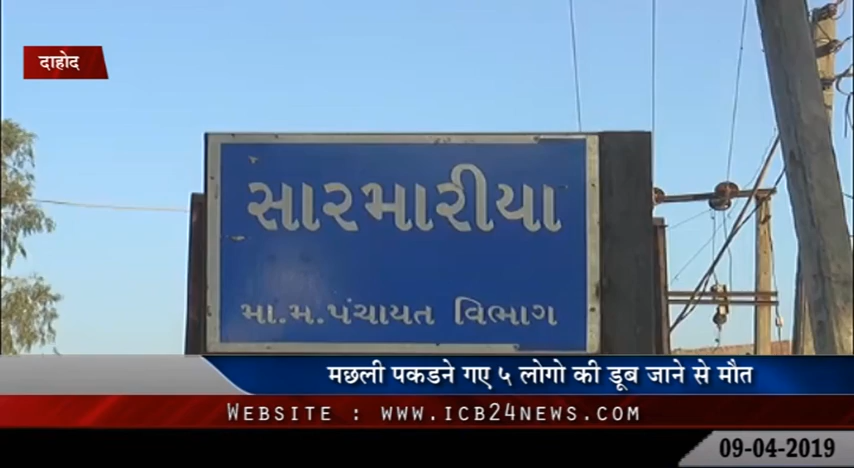 दाहोद
સારમારીયા
મા.મ.પંચાયત વિભાગ
मछली पकडने गए ५ लोगो की डूब जाने से मौत
WEBSITE : WWW.ICB24NEWS.COM
09-04-2019